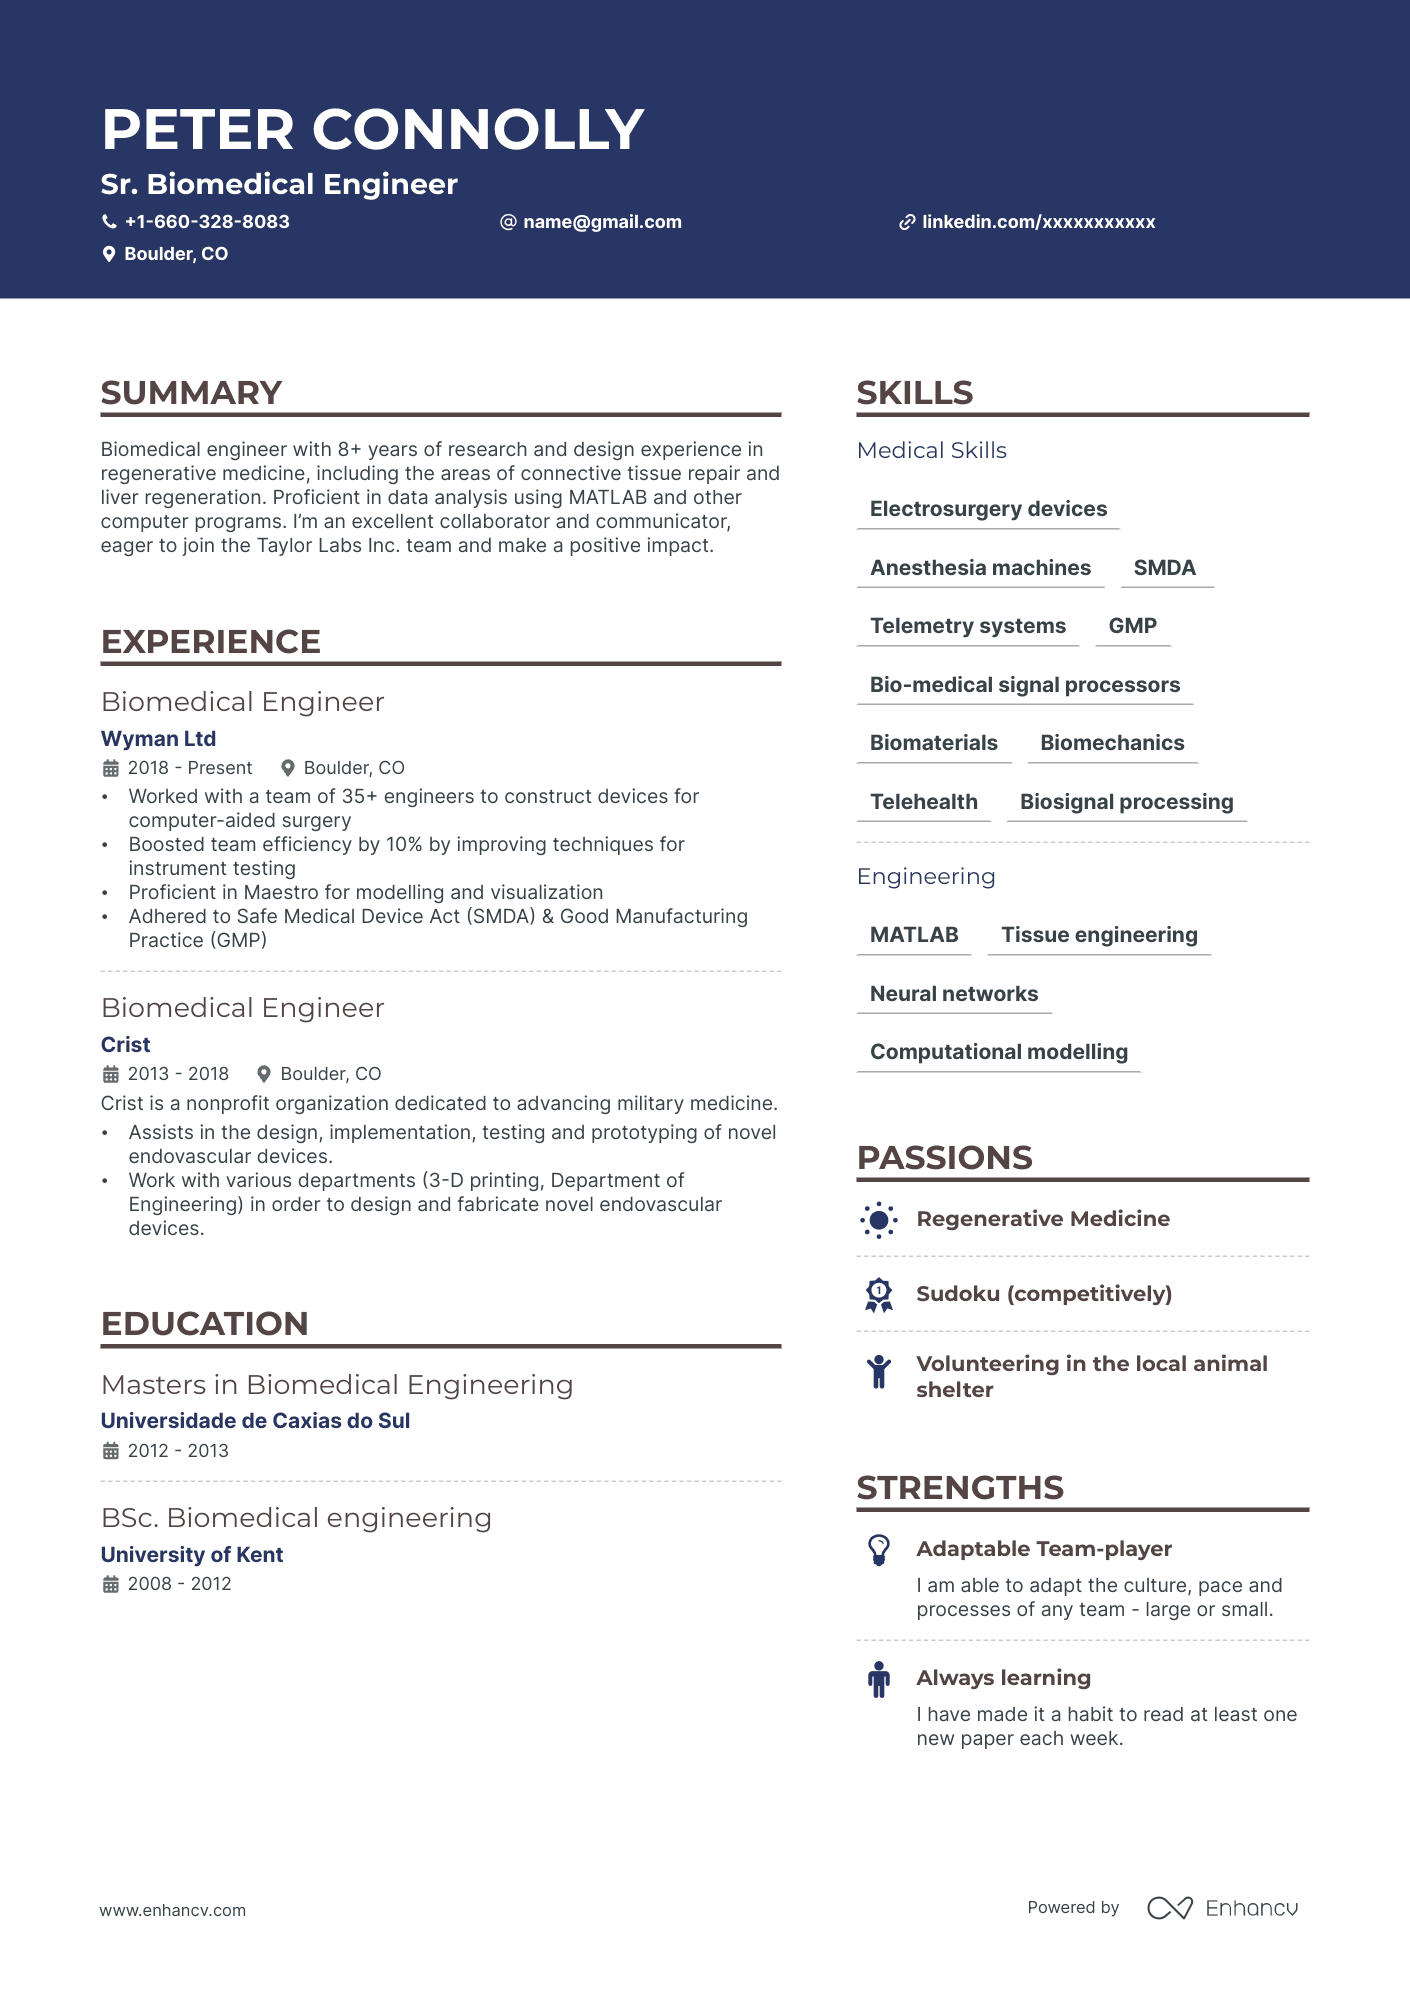 PETER CONNOLLY
Sr. Biomedical Engineer
+1-660-328-8083
@ name@gmail.com
linkedin.com/xxxxxxxxxxx
Boulder, CO
SUMMARY
Biomedical engineer with 8+ years of research and design experience in
regenerative medicine, including the areas of connective tissue repair and
liver regeneration. Proficient in data analysis using MATLAB and other
computer programs. I'm an excellent collaborator and communicator,
eager to join the Taylor Labs Inc. team and make a positive impact.
EXPERIENCE
Biomedical Engineer
Wyman Ltd
2018 - Present Boulder, CO
• Worked with a team of 35+ engineers to construct devices for
computer-aided surgery
• Boosted team efficiency by 10% by improving techniques for
instrument testing
• Proficient in Maestro for modelling and visualization
• Adhered to Safe Medical Device Act (SMDA) & Good Manufacturing
Practice (GMP)
Biomedical Engineer
Crist
2013 - 2018 Boulder, CO
Crist is a nonprofit organization dedicated to advancing military medicine.
• Assists in the design, implementation, testing and prototyping of novel
endovascular devices.
• Work with various departments (3-D printing, Department of
Engineering) in order to design and fabricate novel endovascular
devices.
EDUCATION
Masters in Biomedical Engineering
Universidade de Caxias do Sul
2012 - 2013
BSc. Biomedical engineering
University of Kent
2008 - 2012
SKILLS
Medical Skills
Electrosurgery devices
Anesthesia machines SMDA
Telemetry systems GMP
Bio-medical signal processors
Biomaterials Biomechanics
Telehealth Biosignal processing
Engineering
MATLAB Tissue engineering
Neural networks
Computational modelling
PASSIONS
Regenerative Medicine
1
Sudoku (competitively)
Volunteering in the local animal
shelter
STRENGTHS
Adaptable Team-player
I am able to adapt the culture, pace and
processes of any team - large or small.
Always learning
I have made it a habit to read at least one
new paper each week.
www.enhancv.com
Powered by Enhancv